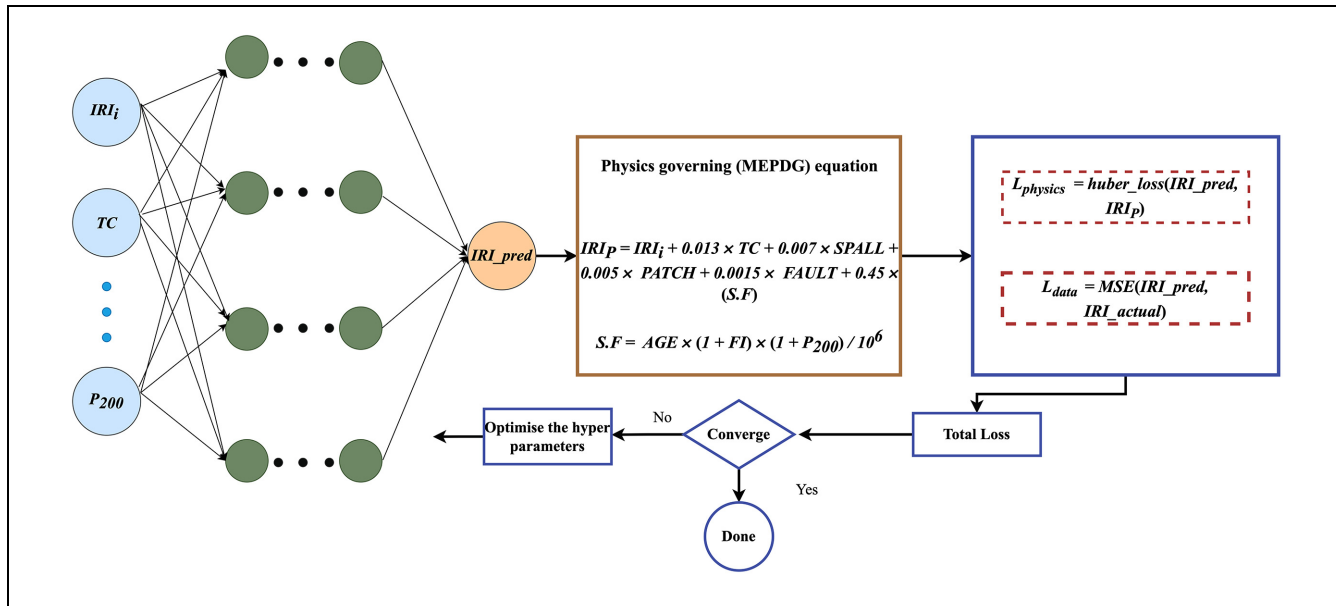 IRIi
TC
P200
IRI_pred
Physics governing (MEPDG) equation
IRIP = IRIi + 0.013 × TC + 0.007 × SPALL +
0.005 × PATCH + 0.0015 × FAULT + 0.45 ×
(S.F)
S.F = AGE × (1 + FI) × (1 + P200) / 10^6
Lphysics = huber_loss(IRI_pred,
IRIP)
Ldata = MSE(IRI_pred,
IRI_actual)
Optimise the hyper
parameters
No
Converge
Total Loss
Yes
Done